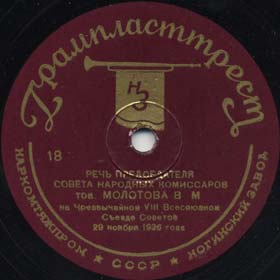 Грампласттрест
НЗ
18
РЕЧЬ ПРЕДСЕДАТЕЛЯ
СОВЕТА НАРОДНЫХ КОМИССАРОВ
тов. МОЛОТОВА В М
на Чрезвычайном VIII Всесоюзном
Съезде Советов
29 ноября 1936 года
НАРКОМТЯЖПРОМ ★ СССР ★ НОГИНСКИЙ ЗАВОД